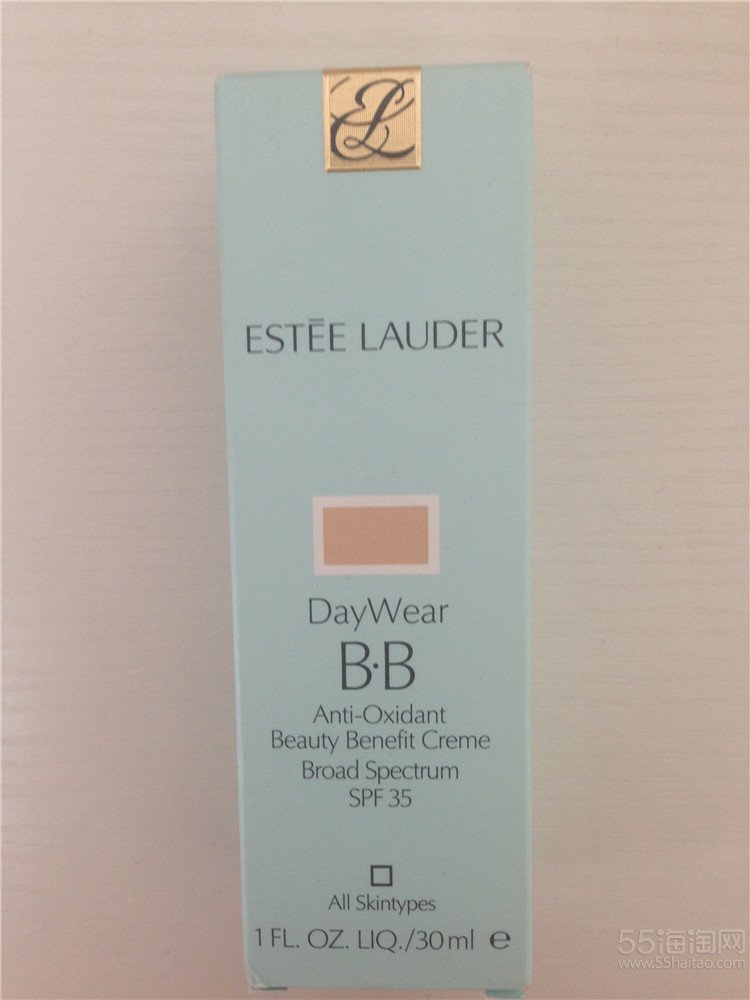 EL
ESTĒE LAUDER
DayWear
B·B
Anti-Oxidant
Beauty Benefit Creme
Broad Spectrum
SPF 35
All Skintypes
1 FL. OZ. LIQ./30 ml ℮
55海淘网
www.55haitao.com